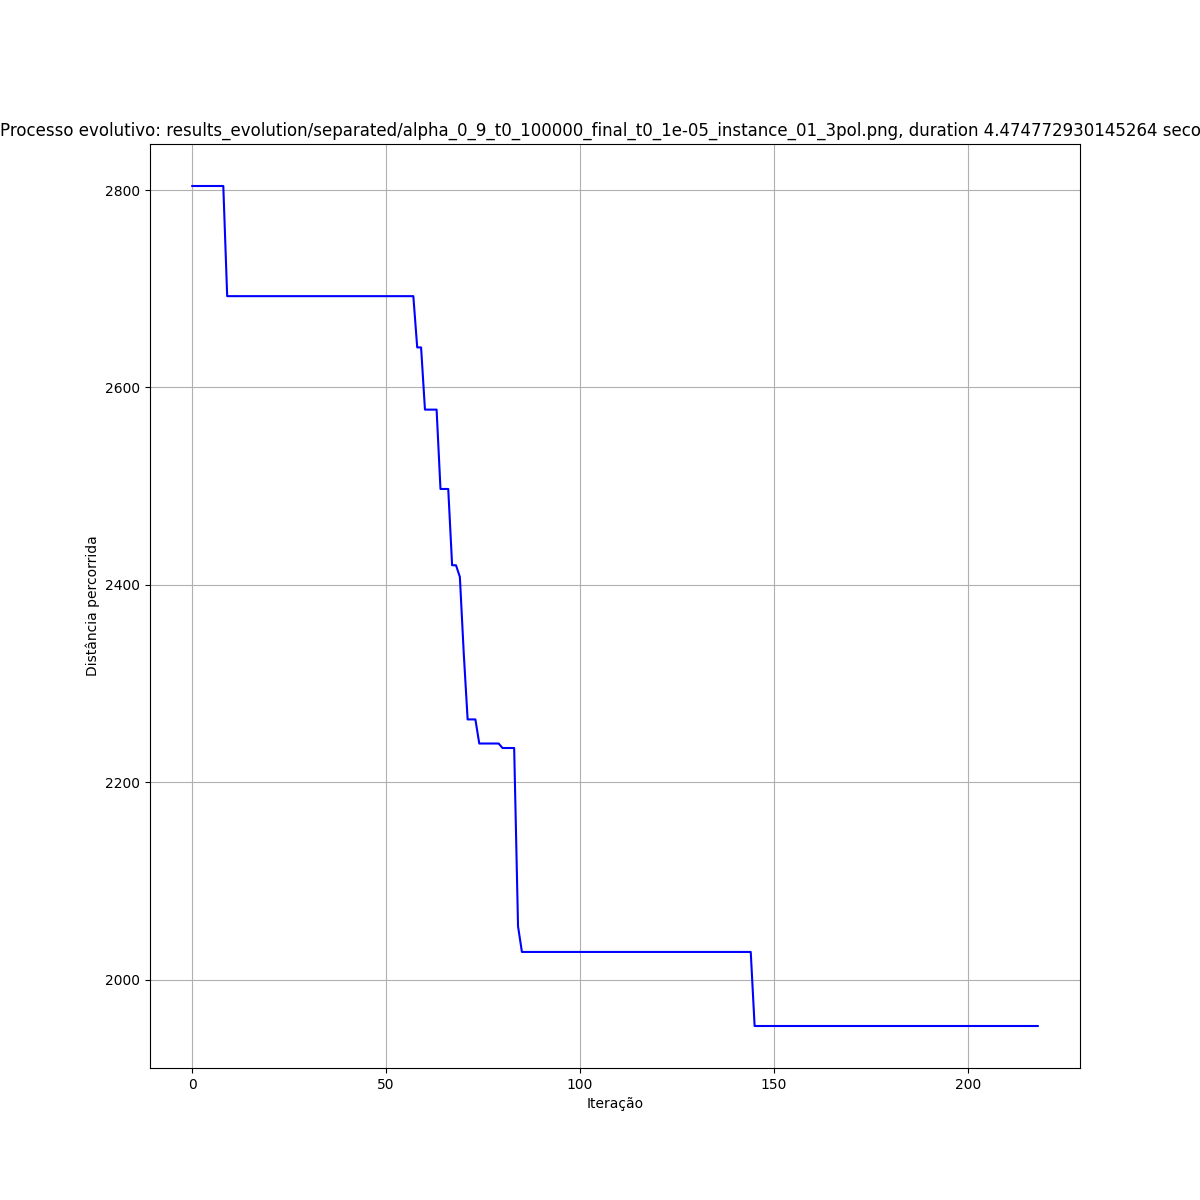 Processo evolutivo: results_evolution/separated/alpha_0_9_t0_100000_final_t0_1e-05_instance_01_3pol.png, duration 4.474772930145264 seco
2800
2600
2400
2200
2000
Distância percorrida
0 50 100 150 200
Iteração